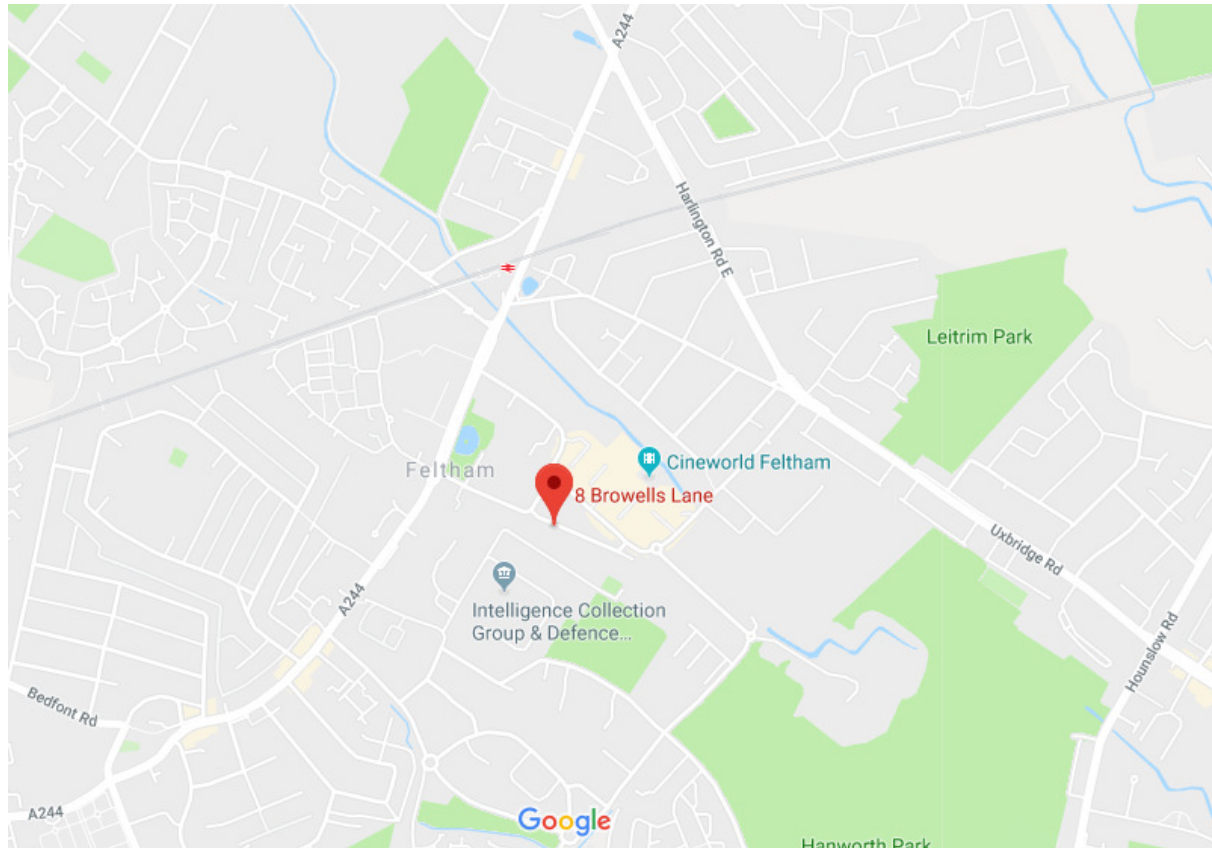 A244
Harlington Rd E
Leitrim Park
Cineworld Feltham
Feltham
8 Browells Lane
Uxbridge Rd
Intelligence Collection
Group & Defence...
A244
Hounslow Rd
Bedfont Rd
A244
Google
Hanworth Park